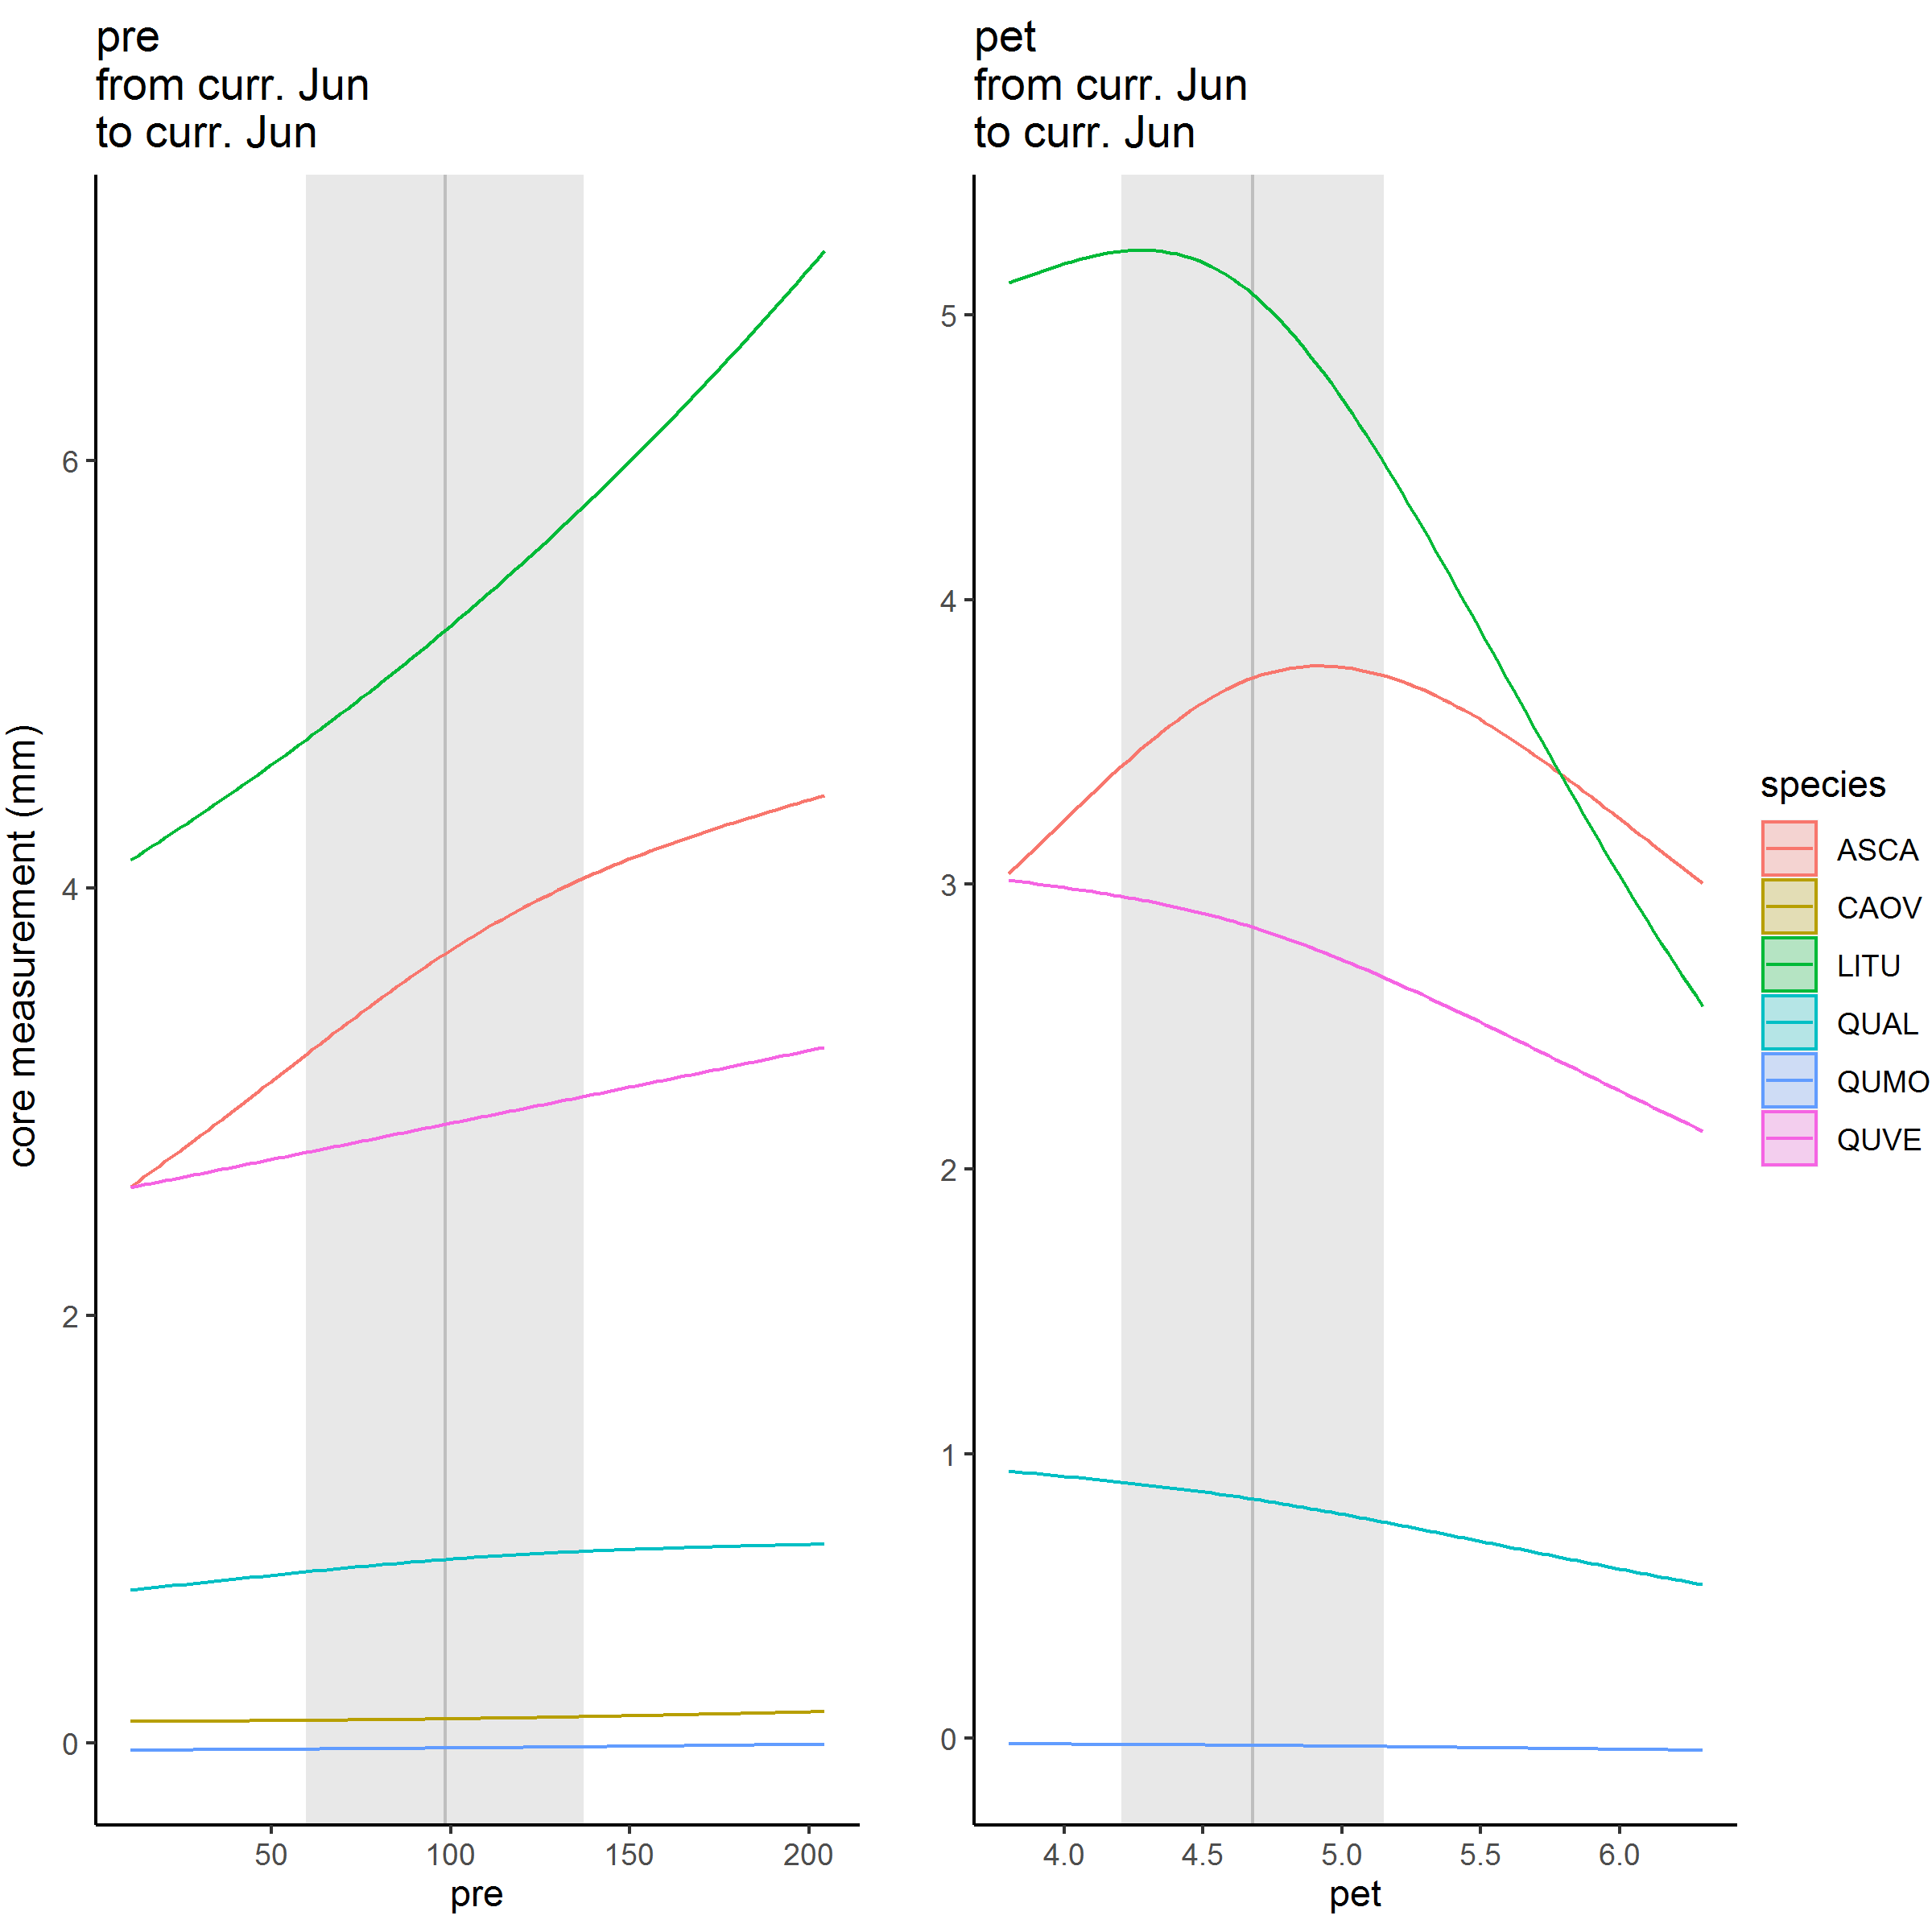 pre
from curr. Jun
to curr. Jun
pet
from curr. Jun
to curr. Jun
core measurement (mm)
6
4
2
0
50 100 150 200
pre
5
4
3
2
1
0
4.0 4.5 5.0 5.5 6.0
pet
species
ASCA
CAOV
LITU
QUAL
QUMO
QUVE